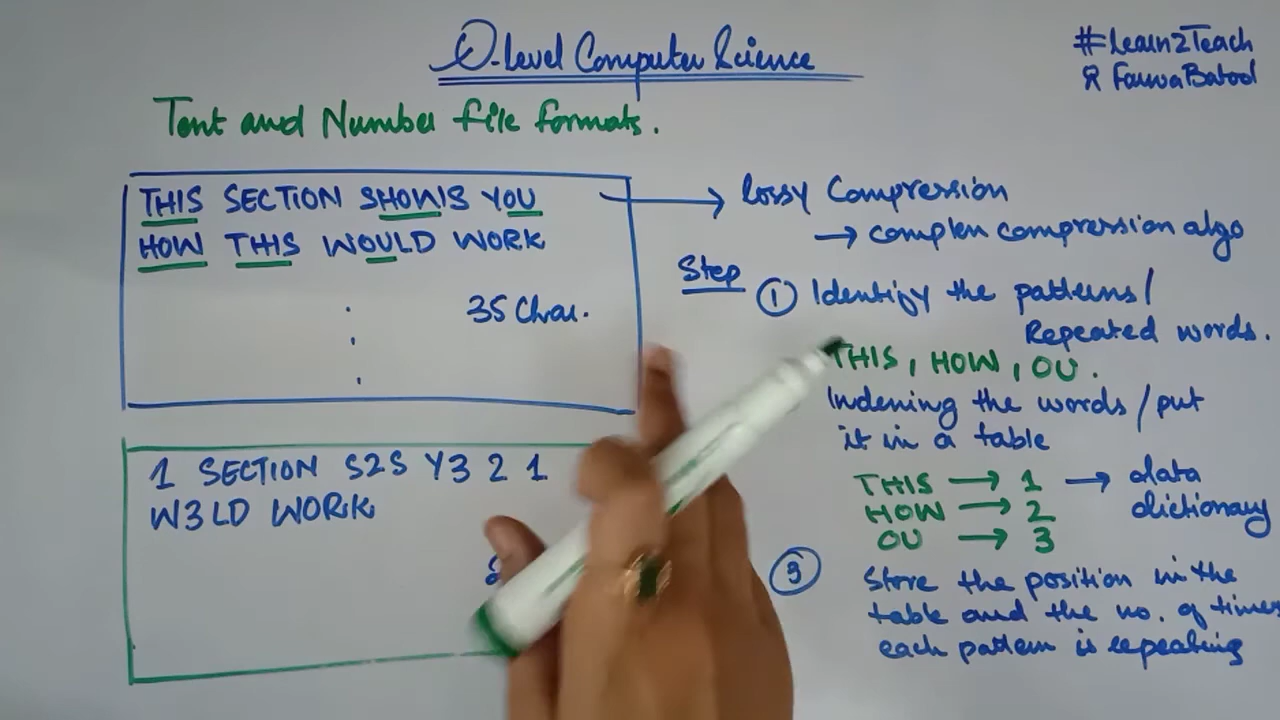 O-level Computer Science
#Learn2Teach
Farwa Batool
Text and Number file formats.
THIS SECTION SHOWS YOU
HOW THIS WOULD WORK
35 Char.
1 SECTION S2S Y3 2 1
W3LD WORK
lossy Compression
→ complex compression algo
Step
① Identify the patterns/
Repeated words.
THIS, HOW, OU.
Indexing the words/put
it in a table
THIS → 1 → data
HOW → 2 dictionary
OU → 3
③ Store the position in the
table and the no. of times
each pattern is repeating